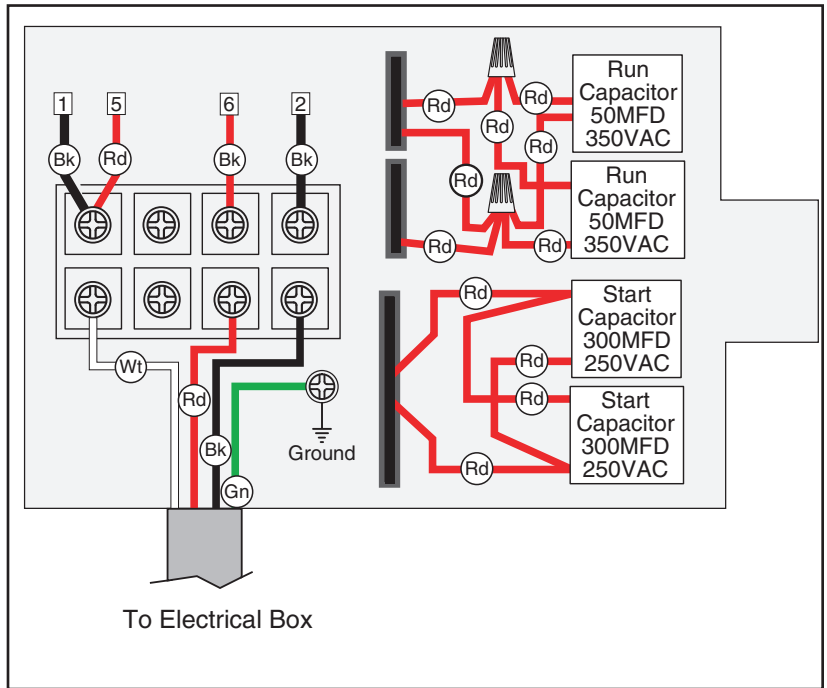 1
5
6
2
Bk
Rd
Bk
Bk
Wt
Rd
Bk
Gn
Ground
To Electrical Box
Rd
Rd
Rd
Rd
Rd
Rd
Rd
Run
Capacitor
50MFD
350VAC
Run
Capacitor
50MFD
350VAC
Rd
Rd
Rd
Rd
Start
Capacitor
300MFD
250VAC
Start
Capacitor
300MFD
250VAC